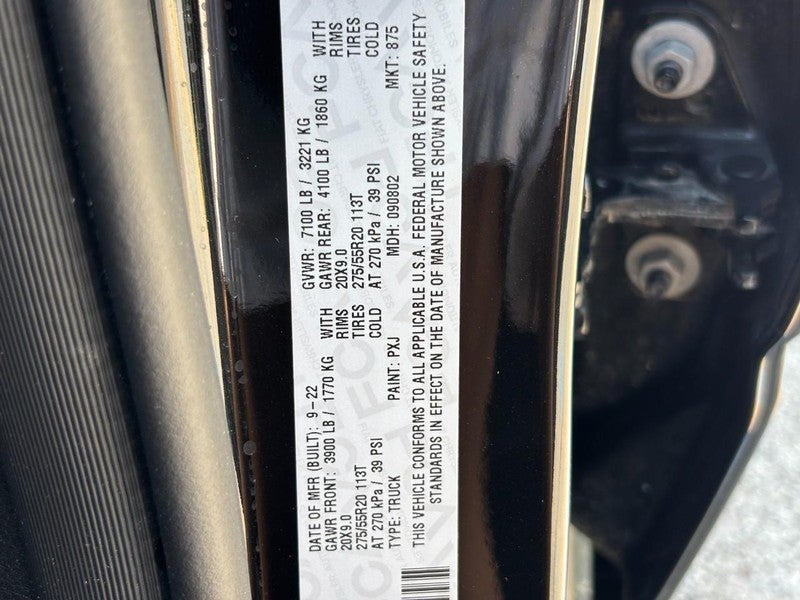 DATE OF MFR (BUILT): 9-22 GVWR: 7100 LB / 3221 KG
GAWR FRONT: 3900 LB / 1770 KG WITH GAWR REAR: 4100 LB / 1860 KG WITH
20X9.0 RIMS 20X9.0 RIMS
275/55R20 113T TIRES 275/55R20 113T TIRES
AT 270 kPa / 39 PSI COLD AT 270 kPa / 39 PSI COLD
TYPE: TRUCK PAINT: PXJ MDH: 090802 MKT: 875
THIS VEHICLE CONFORMS TO ALL APPLICABLE U.S.A. FEDERAL MOTOR VEHICLE SAFETY
STANDARDS IN EFFECT ON THE DATE OF MANUFACTURE SHOWN ABOVE.